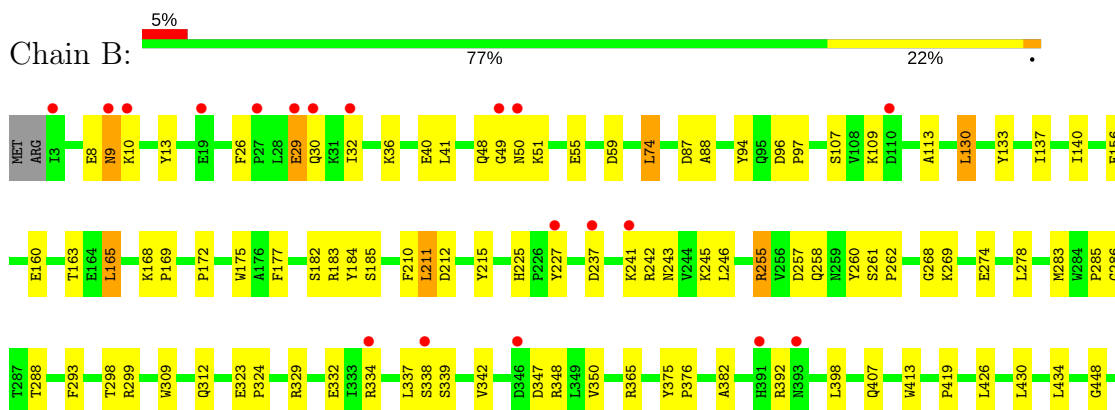 5%
Chain B:
77% 22% •
MET ARG I3 E8 N9 K10 Y13 E19 F26 P27 L28 E29 Q30 K31 I32 K36 E40 L41 Q48 G49 N50 K51 E55 D59 L74 D87 A88 Y94 Q95 D96 P97 S107 V108 K109 D110 A113 L130 Y133 I137 I140
E160 T163 E164 L165 K168 P169 P172 W175 A176 F177 S182 R183 Y184 S185 F210 L211 D212 Y215 H225 P226 Y227 D237 K241 R242 N243 V244 K245 L246 R255 V256 D257 Q258 N259 Y260 S261 P262 G268 K269 E274 L278 M283 W284 P285
T287 T288 F293 T298 R299 W309 Q312 E323 P324 R329 E332 I333 R334 L337 S338 S339 V342 D346 D347 R348 L349 V350 R365 Y375 P376 A382 H391 R392 N393 L398 Q407 W413 P419 L426 L430 L434 G448